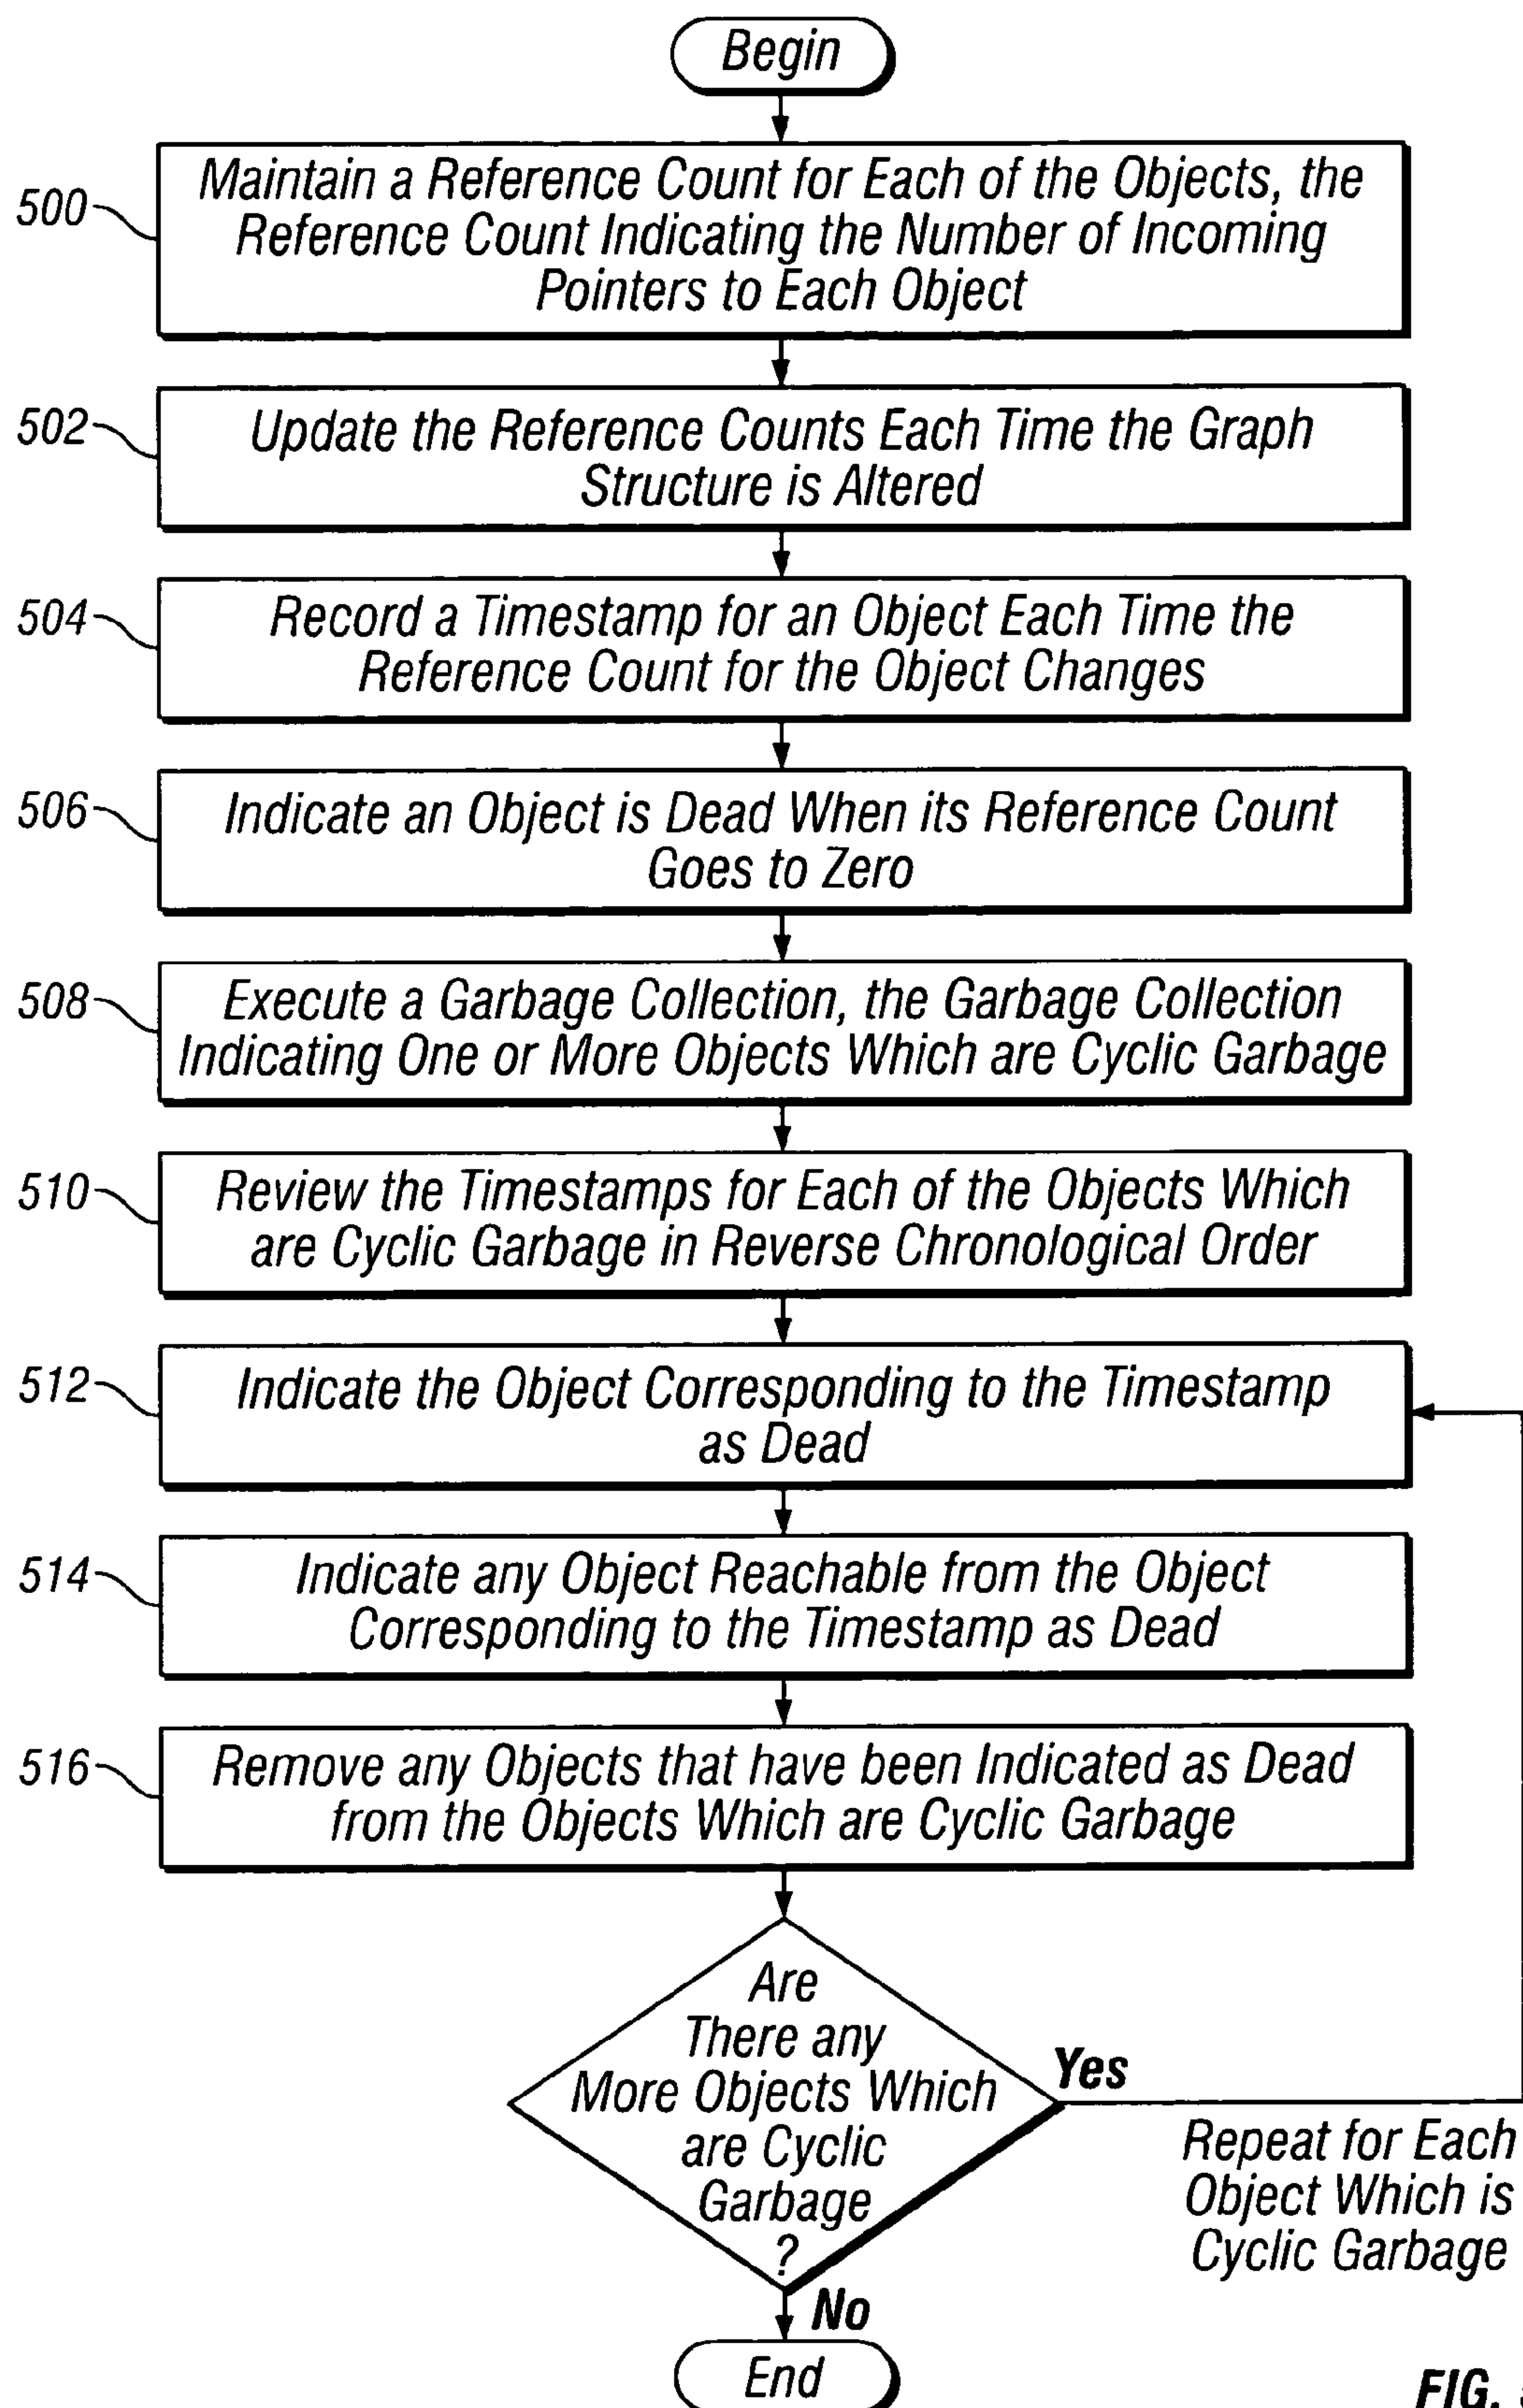 Begin
500
Maintain a Reference Count for Each of the Objects, the
Reference Count Indicating the Number of Incoming
Pointers to Each Object
502
Update the Reference Counts Each Time the Graph
Structure is Altered
504
Record a Timestamp for an Object Each Time the
Reference Count for the Object Changes
506
Indicate an Object is Dead When its Reference Count
Goes to Zero
508
Execute a Garbage Collection, the Garbage Collection
Indicating One or More Objects Which are Cyclic Garbage
510
Review the Timestamps for Each of the Objects Which
are Cyclic Garbage in Reverse Chronological Order
512
Indicate the Object Corresponding to the Timestamp
as Dead
514
Indicate any Object Reachable from the Object
Corresponding to the Timestamp as Dead
516
Remove any Objects that have been Indicated as Dead
from the Objects Which are Cyclic Garbage
Are
There any
More Objects Which
are Cyclic
Garbage
?
Yes
Repeat for Each
Object Which is
Cyclic Garbage
No
End
FIG.